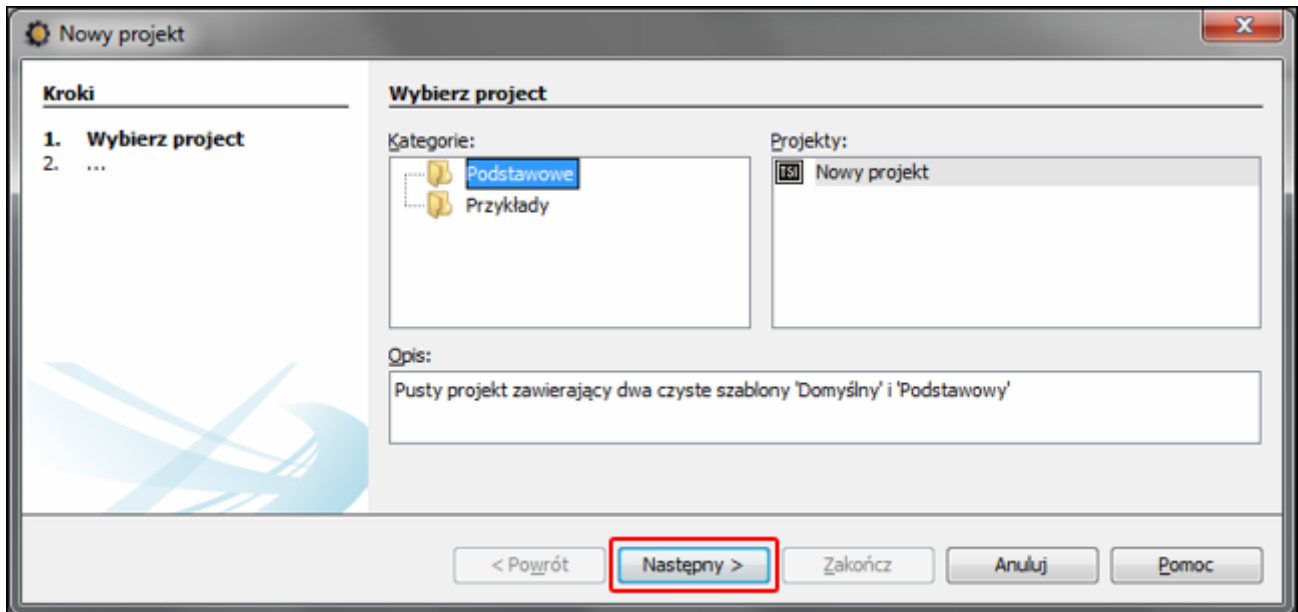 Nowy projekt
Kroki
1. Wybierz project
2. ...
Wybierz project
Kategorie:
Podstawowe
Przykłady
Projekty:
TSI Nowy projekt
Opis:
Pusty projekt zawierający dwa czyste szablony 'Domyślny' i 'Podstawowy'
< Powrót Następny > Zakończ Anuluj Pomoc